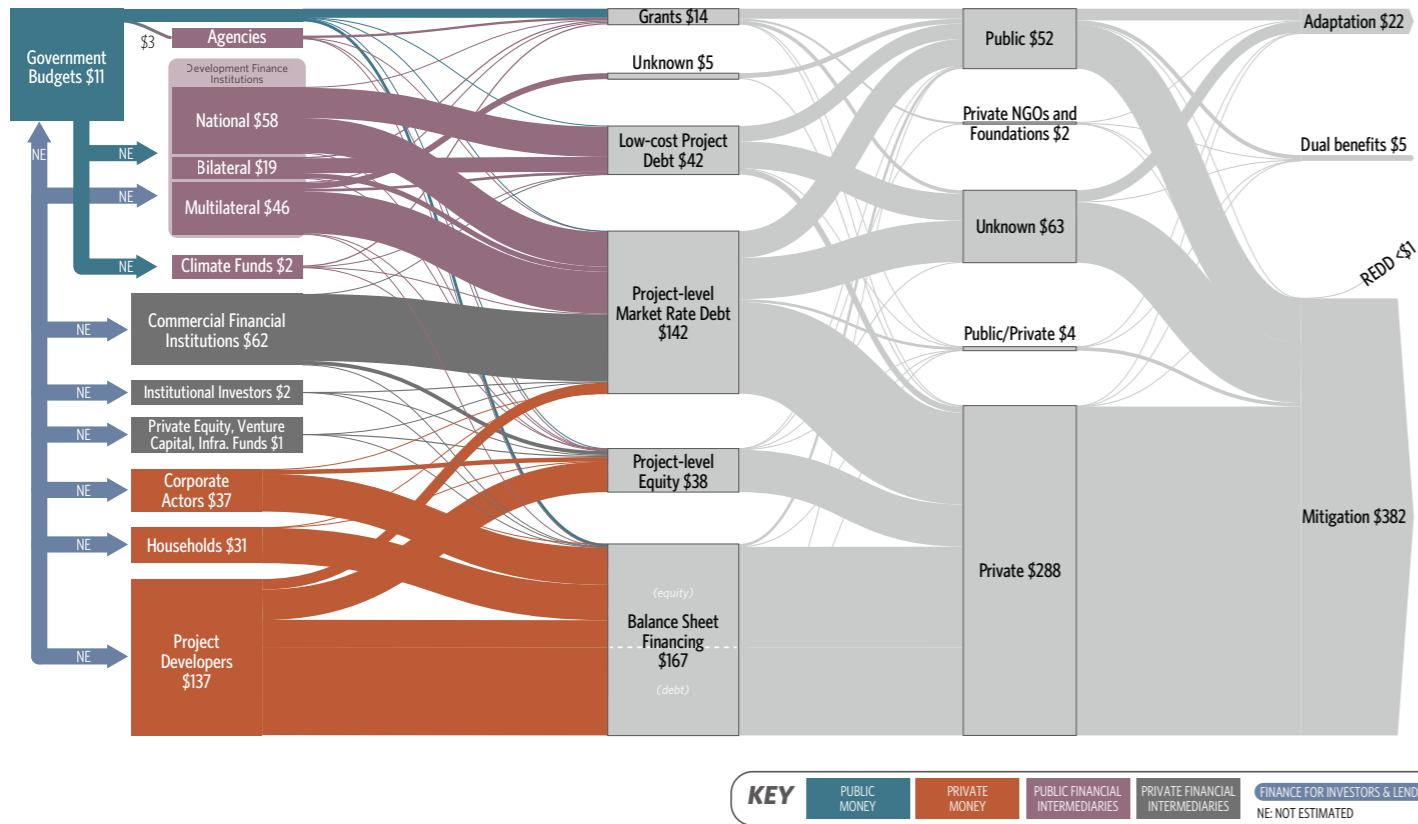 Government
Budgets $11
$3
Agencies
Development Finance
Institutions
National $58
Bilateral $19
Multilateral $46
Climate Funds $2
Commercial Financial
Institutions $62
Institutional Investors $2
Private Equity, Venture
Capital, Infra. Funds $1
Corporate
Actors $37
Households $31
Project
Developers
$137
NE
NE
NE
NE
NE
NE
NE
NE
NE
NE
Grants $14
Unknown $5
Low-cost Project
Debt $42
Project-level
Market Rate Debt
$142
Project-level
Equity $38
(equity)
Balance Sheet
Financing
$167
(debt)
Public $52
Private NGOs and
Foundations $2
Unknown $63
Public/Private $4
Private $288
Adaptation $22
Dual benefits $5
REDD <$1
Mitigation $382
KEY
PUBLIC
MONEY
PRIVATE
MONEY
PUBLIC FINANCIAL
INTERMEDIARIES
PRIVATE FINANCIAL
INTERMEDIARIES
FINANCE FOR INVESTORS & LEND
NE: NOT ESTIMATED